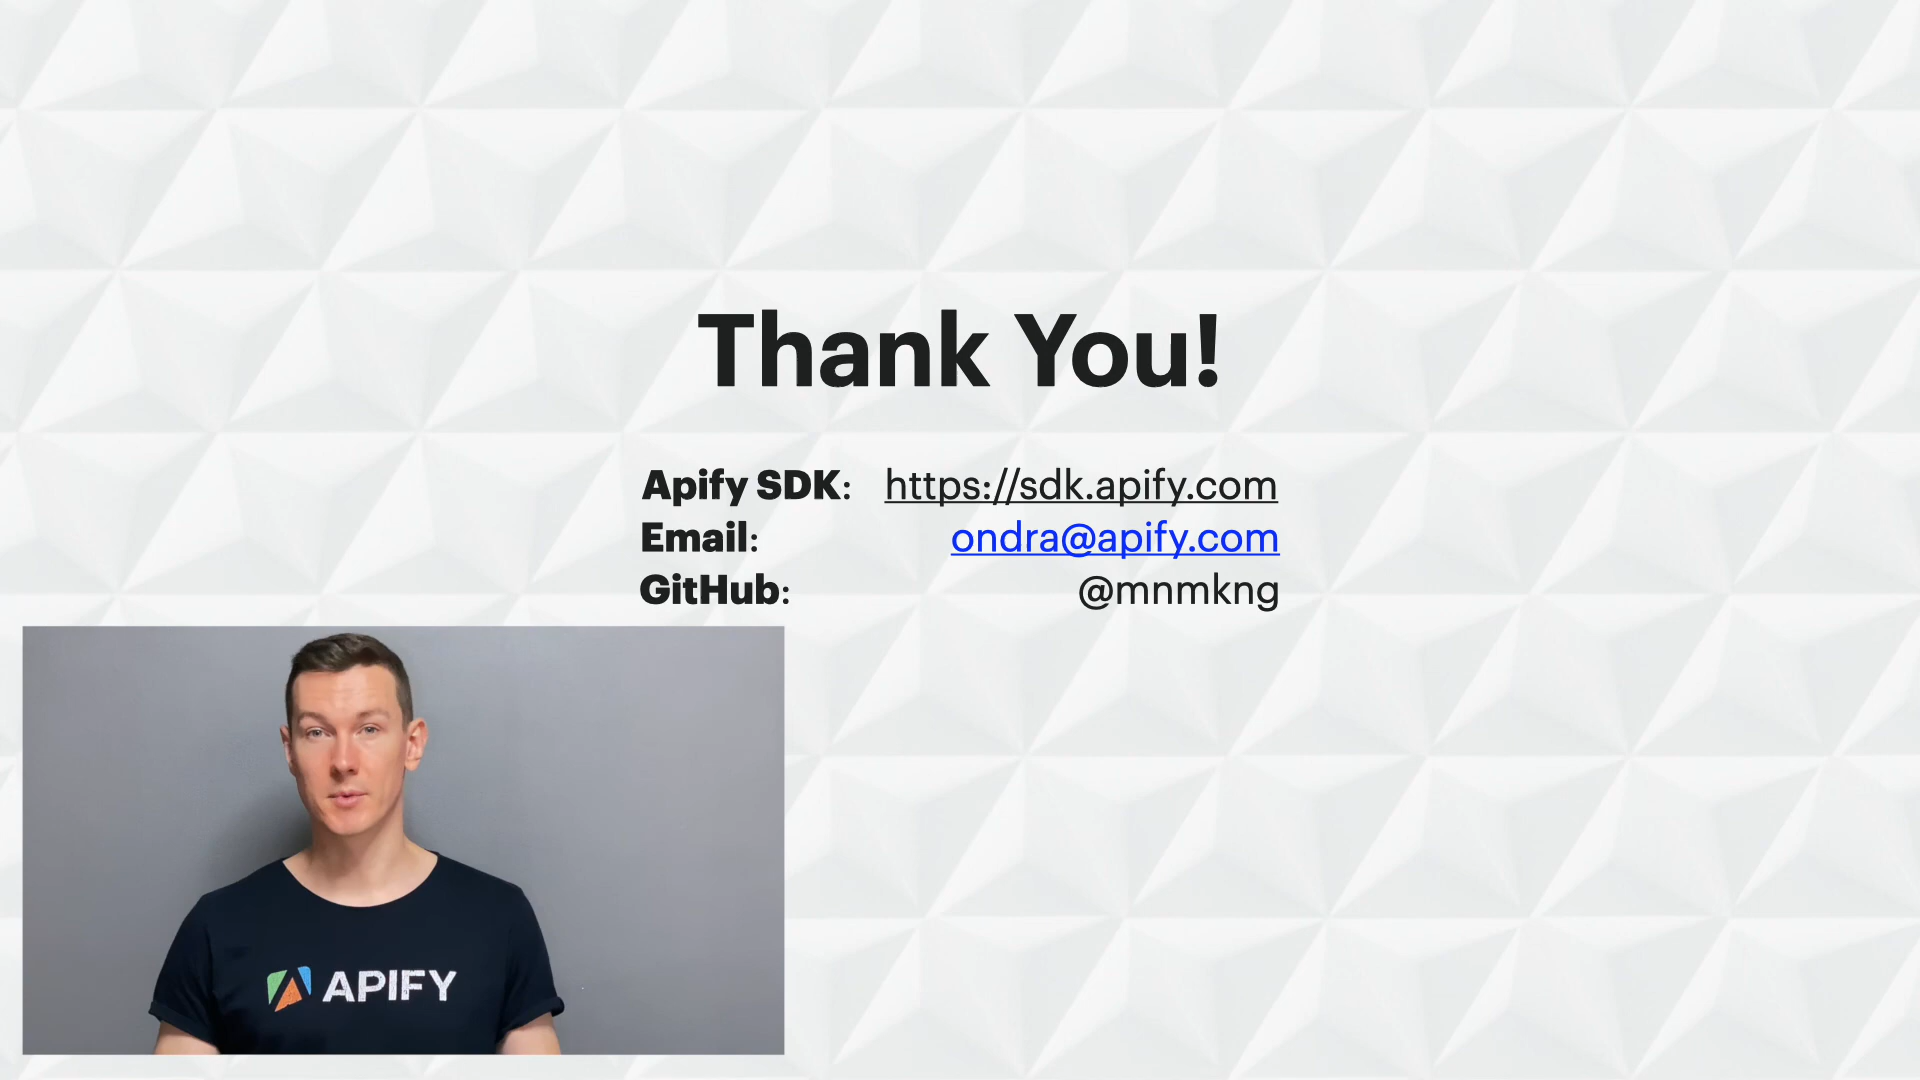 Thank You!
Apify SDK: https://sdk.apify.com
Email: ondra@apify.com
GitHub: @mnmkng
APIFY